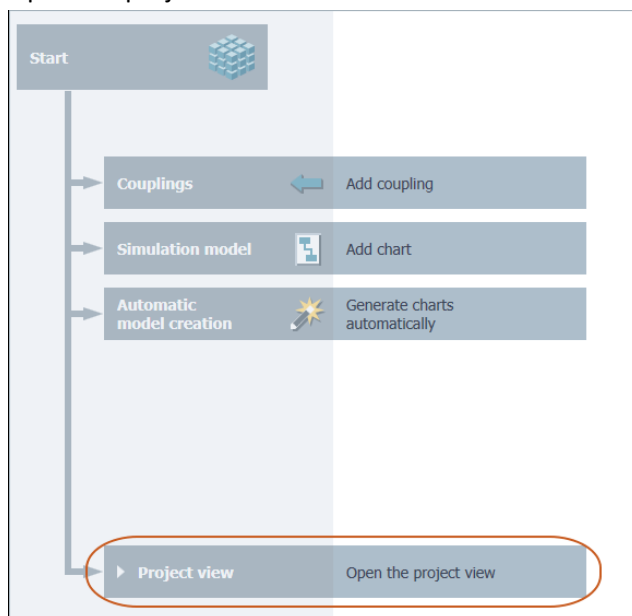 Start
Couplings
Add coupling
Simulation model
Add chart
Automatic
model creation
Generate charts
automatically
Project view
Open the project view